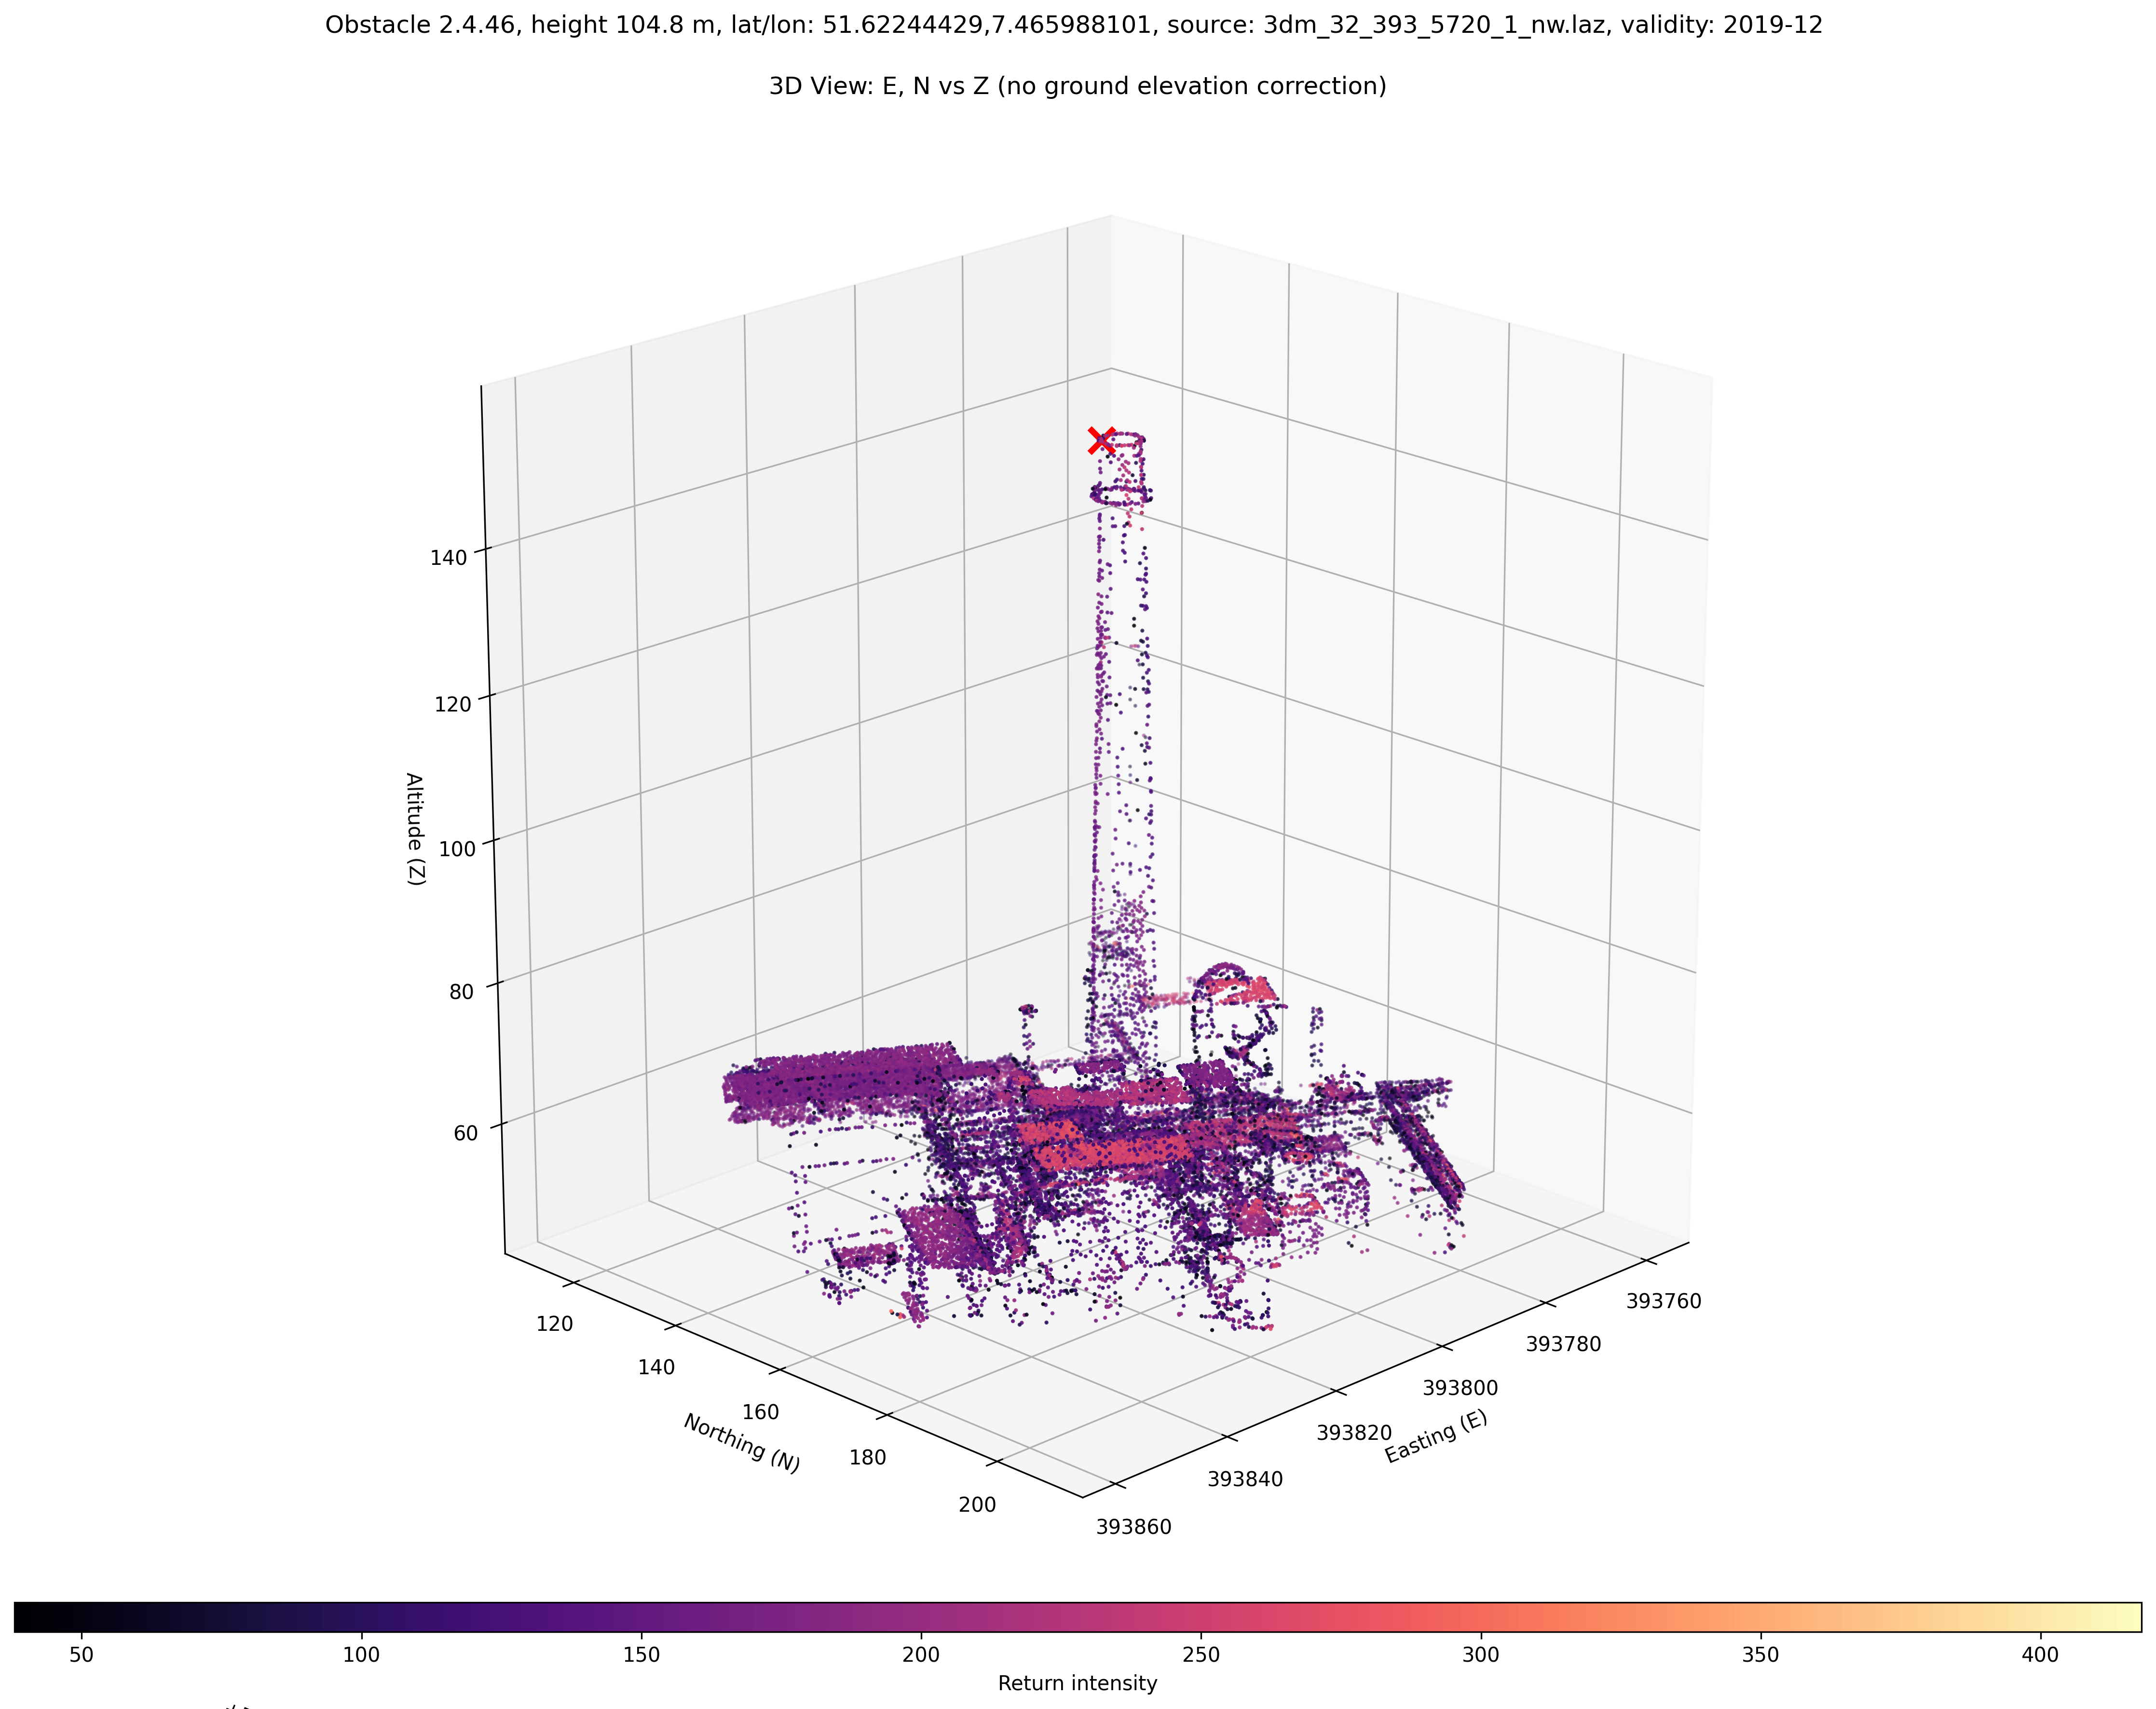 Obstacle 2.4.46, height 104.8 m, lat/lon: 51.62244429,7.465988101, source: 3dm_32_393_5720_1_nw.laz, validity: 2019-12
3D View: E, N vs Z (no ground elevation correction)
140
120
100
80
60
Altitude (Z)
120
140
160
180
200
Northing (N)
393760
393780
393800
393820
393840
393860
Easting (E)
50 100 150 200 250 300 350 400
Return intensity